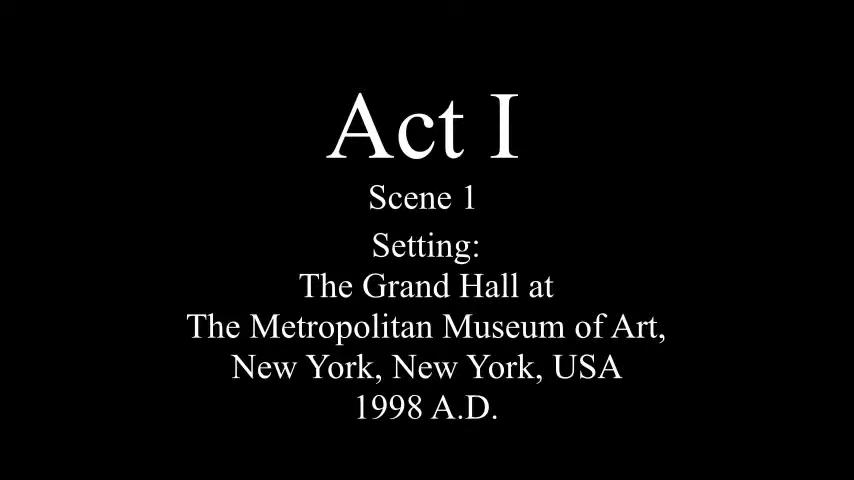 Act I
Scene 1
Setting:
The Grand Hall at
The Metropolitan Museum of Art,
New York, New York, USA
1998 A.D.